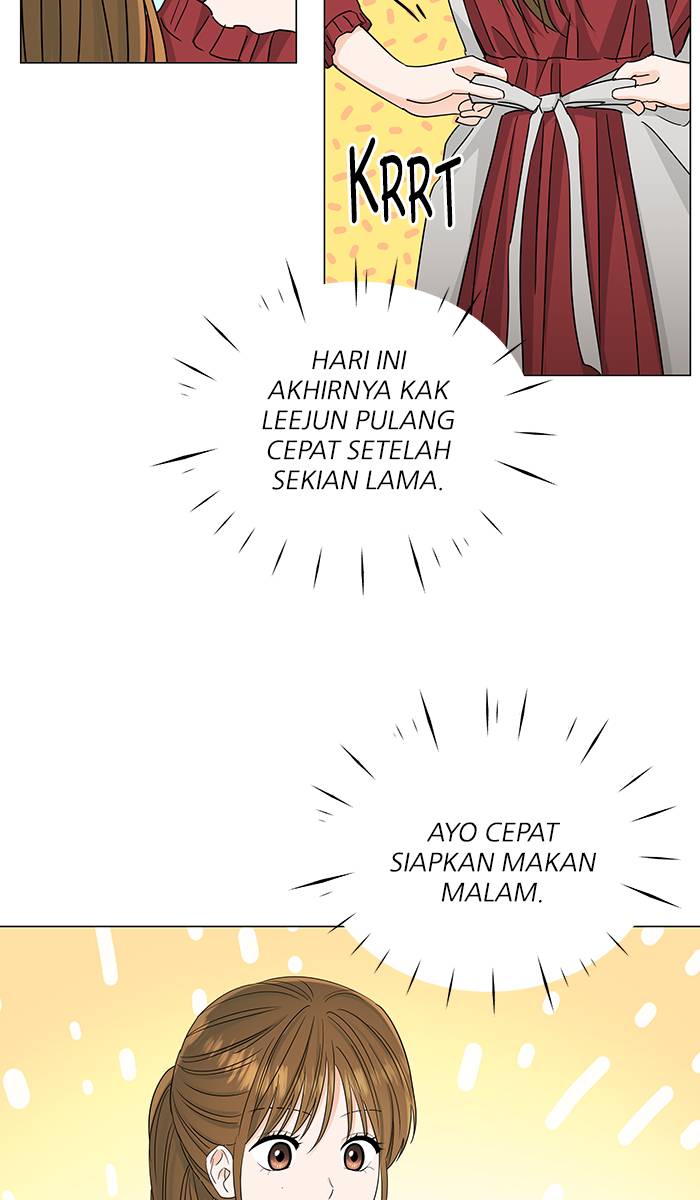 KRRT
HARI INI
AKHIRNYA KAK
LEEJUN PULANG
CEPAT SETELAH
SEKIAN LAMA.
AYO CEPAT
SIAPKAN MAKAN
MALAM.